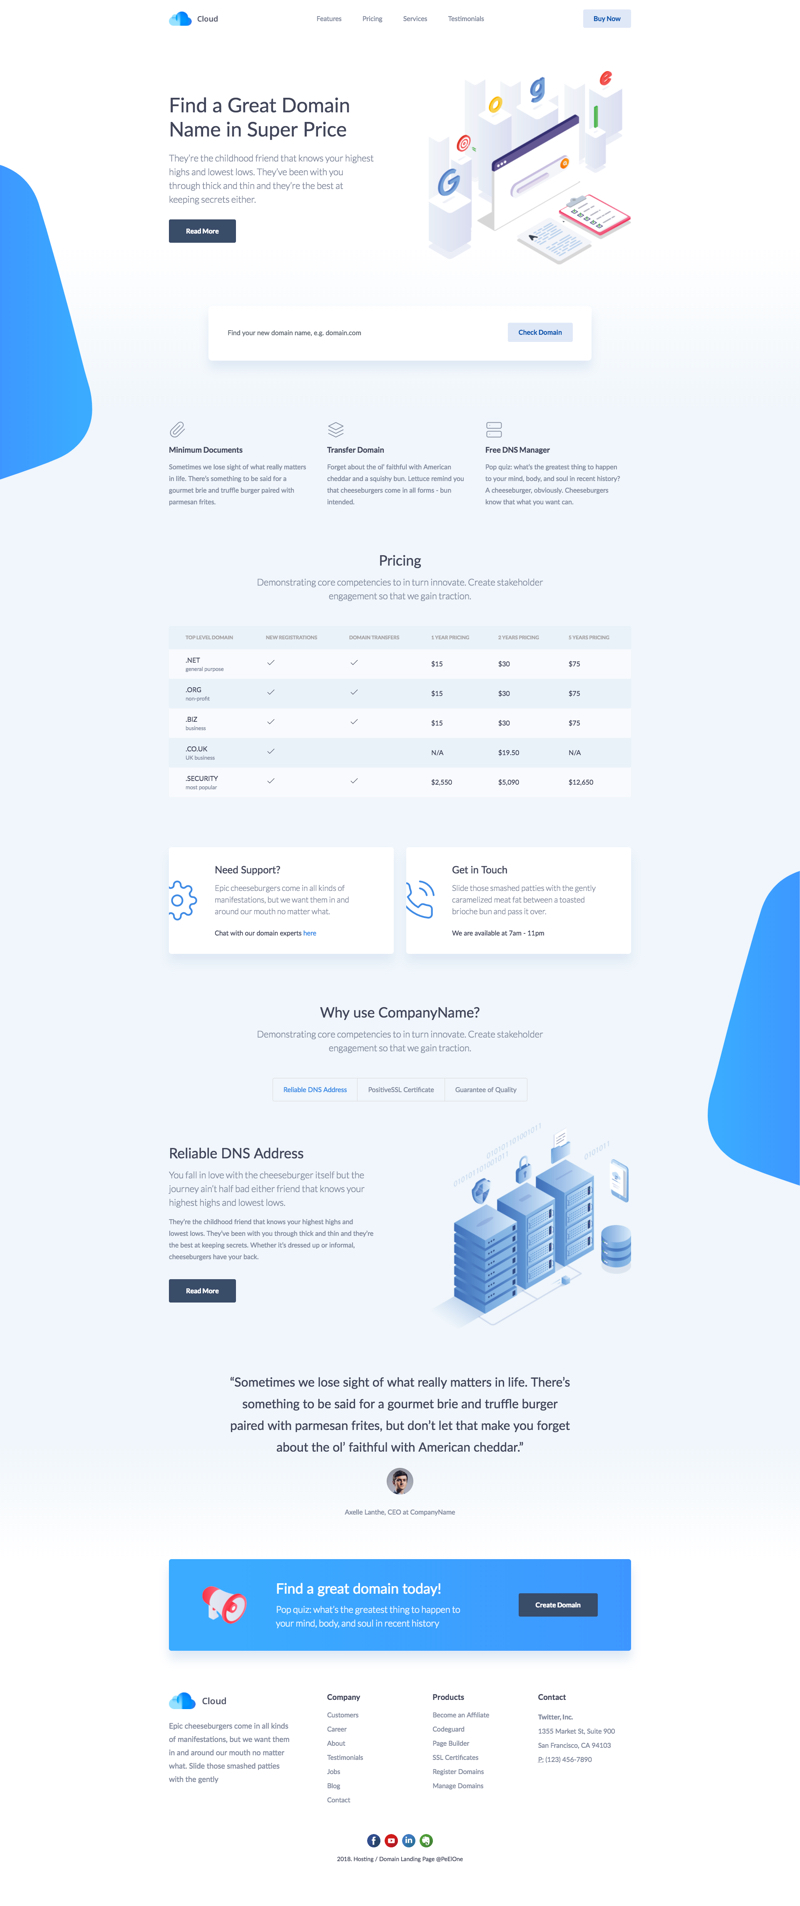 Cloud
Features
Pricing
Services
Testimonials
Buy Now
Find a Great Domain
Name in Super Price
They're the childhood friend that knows your highest
highs and lowest lows. They've been with you
through thick and thin and they're the best at
keeping secrets either.
Read More
G
o
o
g
l
e
A
Find your new domain name, e.g. domain.com
Check Domain
Minimum Documents
Sometimes we lose sight of what really matters
in life. There's something to be said for a
gourmet brie and truffle burger paired with
parmesan frites.
Transfer Domain
Forget about the ol' faithful with American
cheddar and a squishy bun. Lettuce remind you
that cheeseburgers come in all forms - bun
intended.
Free DNS Manager
Pop quiz: what's the greatest thing to happen
to your mind, body, and soul in recent history?
A cheeseburger, obviously. Cheeseburgers
know that what you want can.
Pricing
Demonstrating core competencies to in turn innovate. Create stakeholder
engagement so that we gain traction.
TOP LEVEL DOMAIN NEW REGISTRATIONS DOMAIN TRANSFERS 1 YEAR PRICING 2 YEARS PRICING 5 YEARS PRICING
.NET $15 $30 $75
general purpose
.ORG $15 $30 $75
non-profit
.BIZ $15 $30 $75
business
.CO.UK N/A $19.50 N/A
UK business
.SECURITY $2,550 $5,090 $12,650
most popular
Need Support?
Epic cheeseburgers come in all kinds of
manifestations, but we want them in and
around our mouth no matter what.
Chat with our domain experts here
Get in Touch
Slide those smashed patties with the gently
caramelized meat fat between a toasted
brioche bun and pass it over.
We are available at 7am - 11pm
Why use CompanyName?
Demonstrating core competencies to in turn innovate. Create stakeholder
engagement so that we gain traction.
Reliable DNS Address
PositiveSSL Certificate
Guarantee of Quality
Reliable DNS Address
You fall in love with the cheeseburger itself but the
journey ain't half bad either friend that knows your
highest highs and lowest lows.
They're the childhood friend that knows your highest highs and
lowest lows. They've been with you through thick and thin and they're
the best at keeping secrets. Whether it's dressed up or informal,
cheeseburgers have your back.
Read More
“Sometimes we lose sight of what really matters in life. There's
something to be said for a gourmet brie and truffle burger
paired with parmesan frites, but don't let that make you forget
about the ol' faithful with American cheddar.”
Axelle Lanthe, CEO at CompanyName
Find a great domain today!
Pop quiz: what's the greatest thing to happen to
your mind, body, and soul in recent history
Create Domain
Cloud
Epic cheeseburgers come in all kinds
of manifestations, but we want them
in and around our mouth no matter
what. Slide those smashed patties
with the gently
Company
Customers
Career
About
Testimonials
Jobs
Blog
Contact
Products
Become an Affiliate
Codeguard
Page Builder
SSL Certificates
Register Domains
Manage Domains
Contact
Twitter, Inc.
1355 Market St, Suite 900
San Francisco, CA 94103
P: (123) 456-7890
2018. Hosting / Domain Landing Page @PeElOne